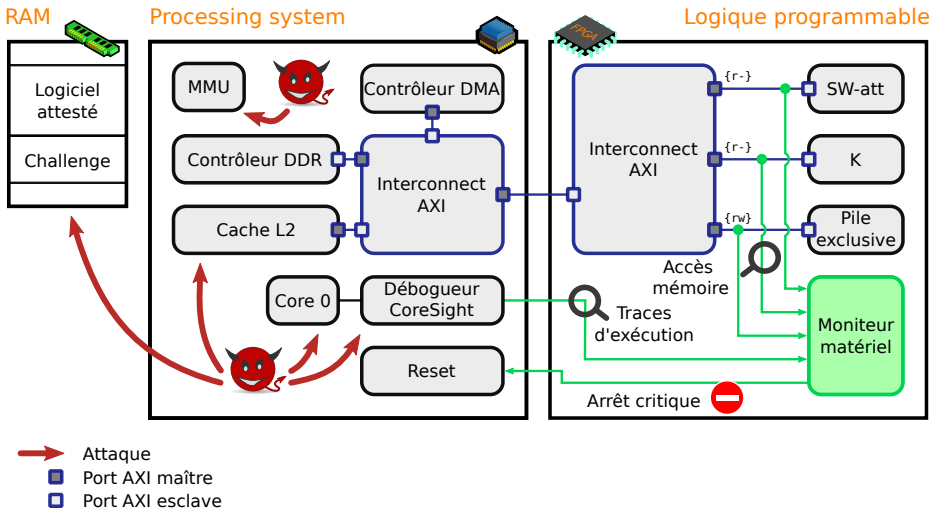 RAM
Processing system
Logique programmable
FPGA
Logiciel
attesté
Challenge
MMU
Contrôleur DMA
Contrôleur DDR
Interconnect
AXI
Cache L2
Core 0
Débogueur
CoreSight
Reset
Interconnect
AXI
{r-}
{r-}
{rw}
SW-att
K
Pile
exclusive
Accès
mémoire
Traces
d'exécution
Moniteur
matériel
Arrêt critique
Attaque
Port AXI maître
Port AXI esclave